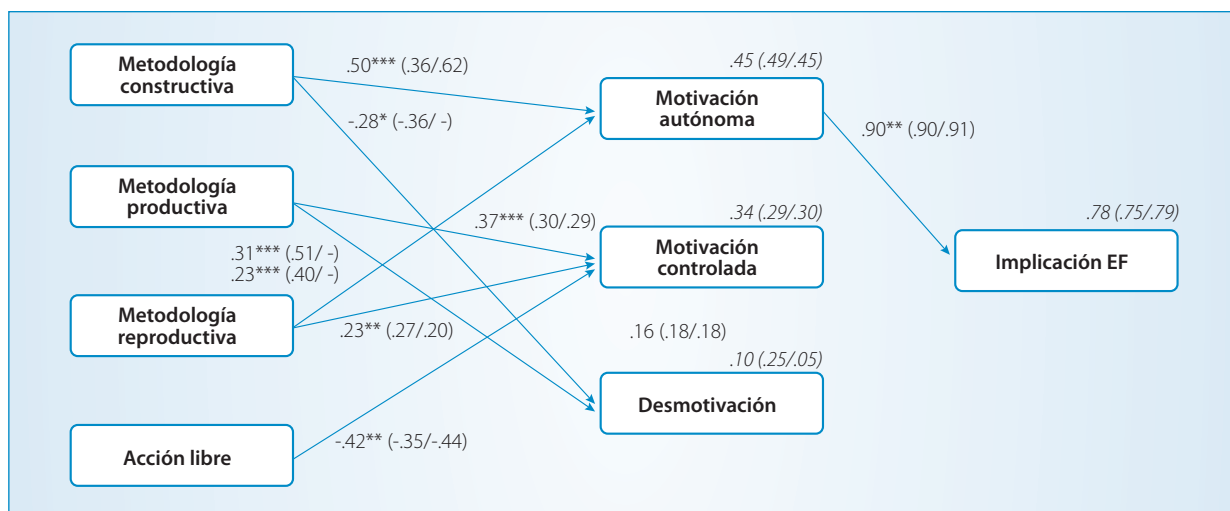 Metodología
constructiva
.50*** (.36/.62)
-.28* (-.36/ -)
.45 (.49/.45)
Motivación
autónoma
.90** (.90/.91)
Metodología
productiva
.37*** (.30/.29)
.34 (.29/.30)
Motivación
controlada
.78 (.75/.79)
Implicación EF
.31*** (.51/ -)
.23*** (.40/ -)
Metodología
reproductiva
.23** (.27/.20)
.16 (.18/.18)
.10 (.25/.05)
Desmotivación
Acción libre
-.42** (-.35/-.44)